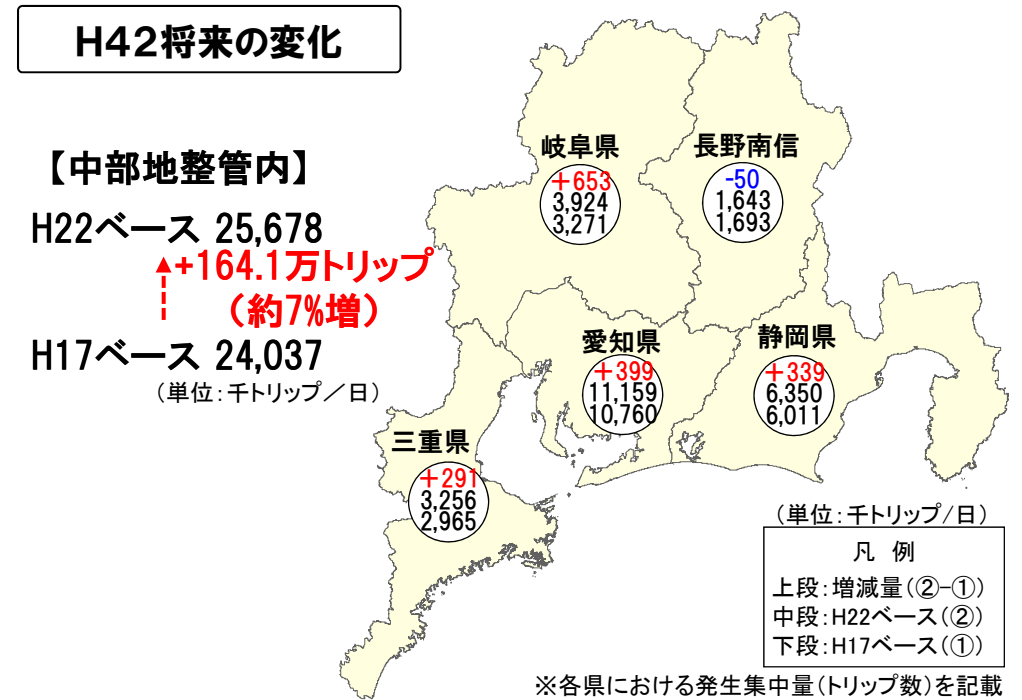 H42将来の変化
【中部地整管内】
H22ベース 25,678
+164.1万トリップ
（約7%増）
H17ベース 24,037
（単位：千トリップ／日）
岐阜県
＋653
3,924
3,271
長野南信
-50
1,643
1,693
愛知県
＋399
11,159
10,760
静岡県
＋339
6,350
6,011
三重県
＋291
3,256
2,965
（単位：千トリップ/日）
凡 例
上段：増減量（②-①）
中段：H22ベース（②）
下段：H17ベース（①）
※各県における発生集中量（トリップ数）を記載